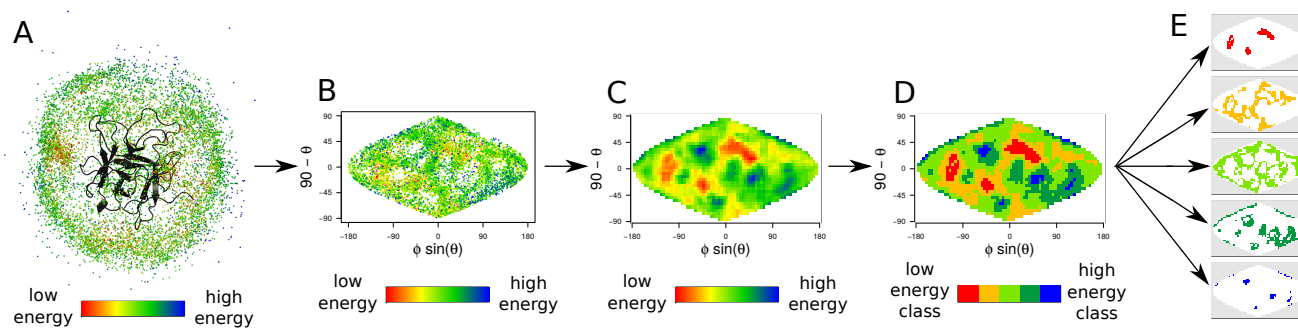 A
B
C
D
E
90
45
0
−45
−90
90 − θ
−180
−90
0
90
180
ϕ sin(θ)
90
45
0
−45
−90
90 − θ
−180
−90
0
90
180
ϕ sin(θ)
90
45
0
−45
−90
90 − θ
−180
−90
0
90
180
ϕ sin(θ)
low
energy
high
energy
low
energy
high
energy
low
energy
high
energy
low
energy
class
high
energy
class